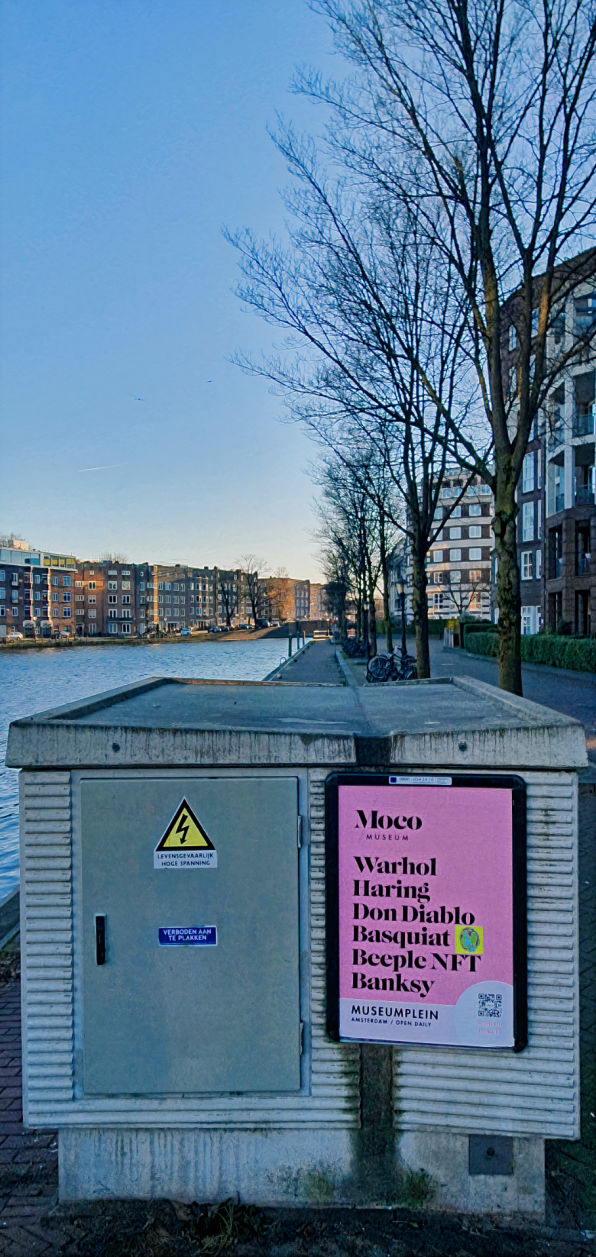 LEVENSGEVAARLIJK
HOGE SPANNING
VERBODEN AAN
TE PLAKKEN
Moco
MUSEUM
Warhol
Haring
Don Diablo
Basquiat
Beeple NFT
Banksy
MUSEUMPLEIN
AMSTERDAM / OPEN DAILY